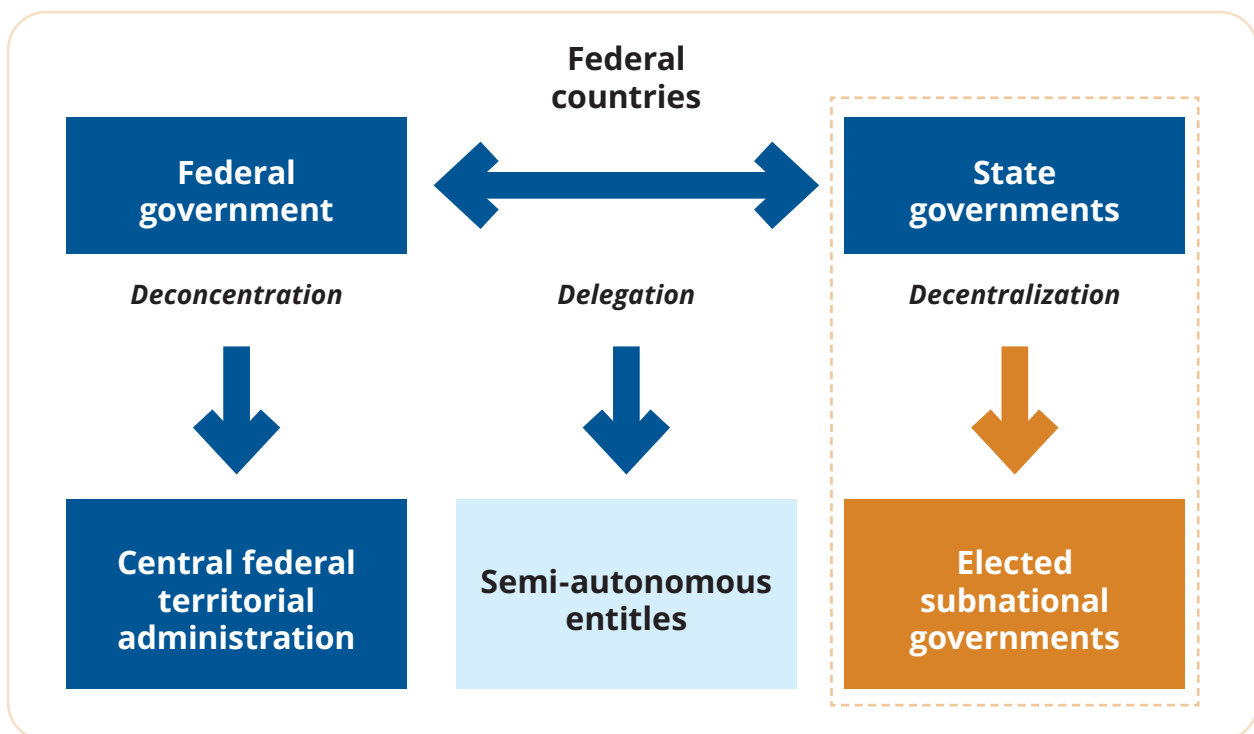 Federal
countries
Federal
government
State
governments
Deconcentration
Delegation
Decentralization
Central federal
territorial
administration
Semi-autonomous
entitles
Elected
subnational
governments